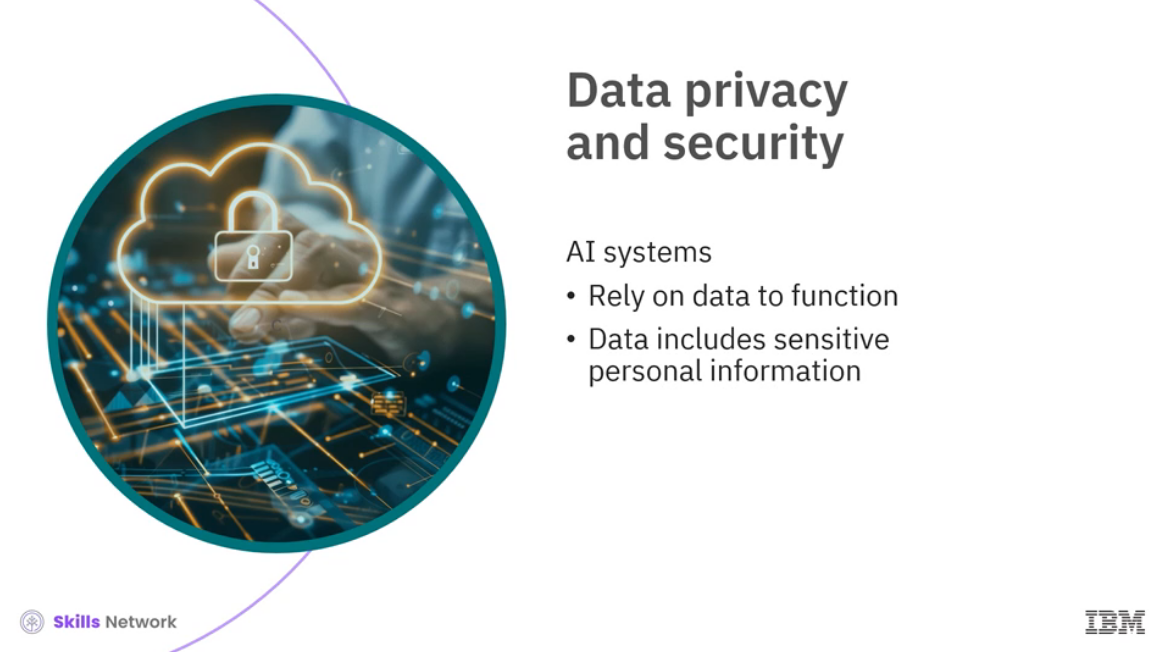 Data privacy
and security
AI systems
• Rely on data to function
• Data includes sensitive
personal information
Skills Network
IBM